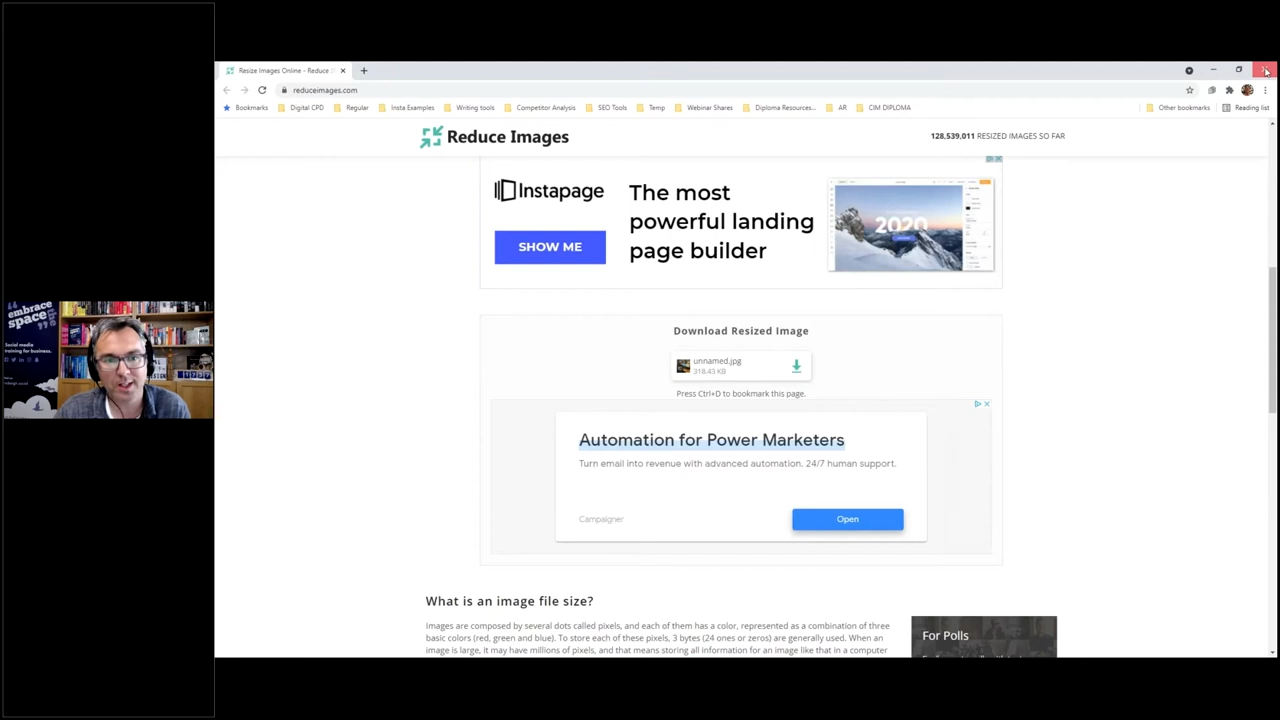 Resize Images Online - Reduce
reduceimages.com
Bookmarks
Digital CPD
Regular
Insta Examples
Writing tools
Competitor Analysis
SEO Tools
Temp
Webinar Shares
Diploma Resources...
AR
CIM DIPLOMA
Other bookmarks
Reading list
Reduce Images
128,539,011 RESIZED IMAGES SO FAR
Instapage
SHOW ME
The most
powerful landing
page builder
2020
Download Resized Image
unnamed.jpg
318.43 KB
Press Ctrl+D to bookmark this page.
Automation for Power Marketers
Turn email into revenue with advanced automation. 24/7 human support.
Campaigner
Open
What is an image file size?
Images are composed by several dots called pixels, and each of them has a color, represented as a combination of three
basic colors (red, green and blue). To store each of these pixels, 3 bytes (24 ones or zeros) are generally used. When an
image is large, it may have millions of pixels, and that means storing all information for an image like that in a computer
For Polls
"embrace
the
space"
Social media
training for business.